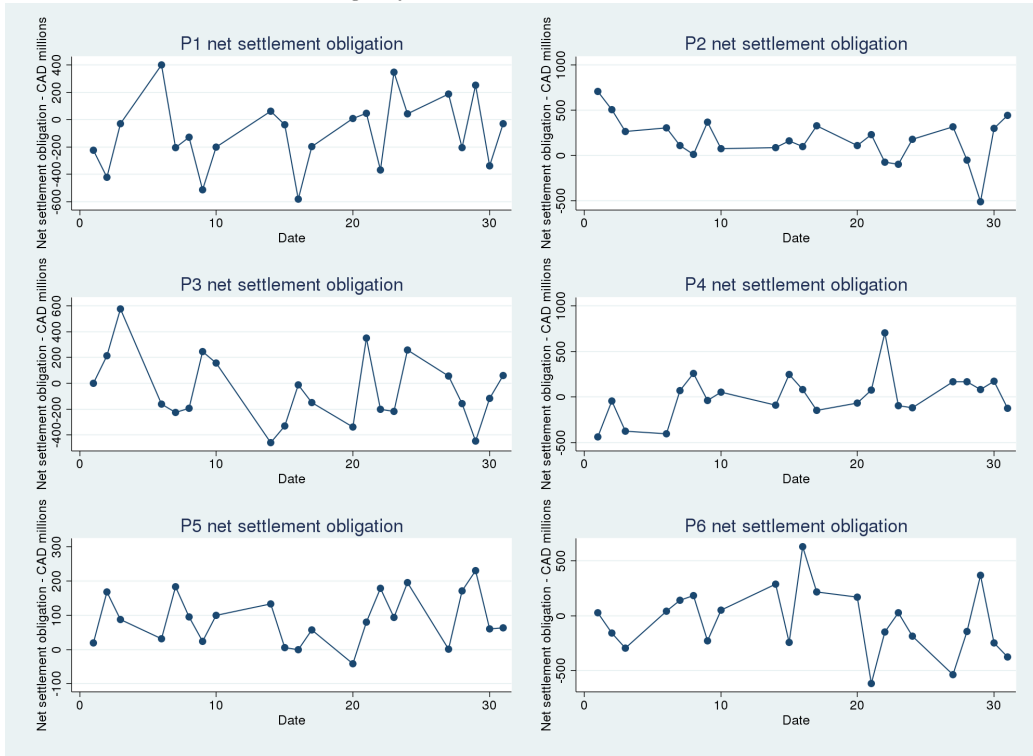 P1 net settlement obligation
Net settlement obligation - CAD millions
-600 -400 -200 0 200 400
0 10 20 30
Date
P2 net settlement obligation
Net settlement obligation - CAD millions
-500 0 500 1000
0 10 20 30
Date
P3 net settlement obligation
Net settlement obligation - CAD millions
-400 -200 0 200 400 600
0 10 20 30
Date
P4 net settlement obligation
Net settlement obligation - CAD millions
-500 0 500 1000
0 10 20 30
Date
P5 net settlement obligation
Net settlement obligation - CAD millions
-100 0 100 200 300
0 10 20 30
Date
P6 net settlement obligation
Net settlement obligation - CAD millions
-500 0 500
0 10 20 30
Date